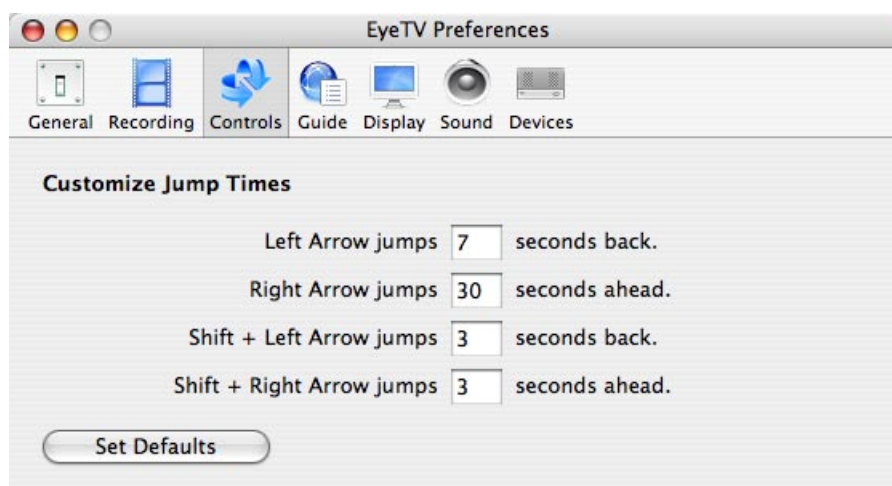 EyeTV Preferences
General Recording Controls Guide Display Sound Devices
Customize Jump Times
Left Arrow jumps 7 seconds back.
Right Arrow jumps 30 seconds ahead.
Shift + Left Arrow jumps 3 seconds back.
Shift + Right Arrow jumps 3 seconds ahead.
Set Defaults